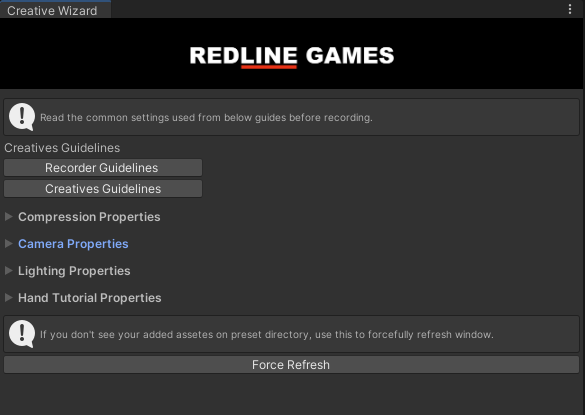 Creative Wizard
REDLINE GAMES
Read the common settings used from below guides before recording.
Creatives Guidelines
Recorder Guidelines
Creatives Guidelines
Compression Properties
Camera Properties
Lighting Properties
Hand Tutorial Properties
If you don't see your added assetes on preset directory, use this to forcefully refresh window.
Force Refresh